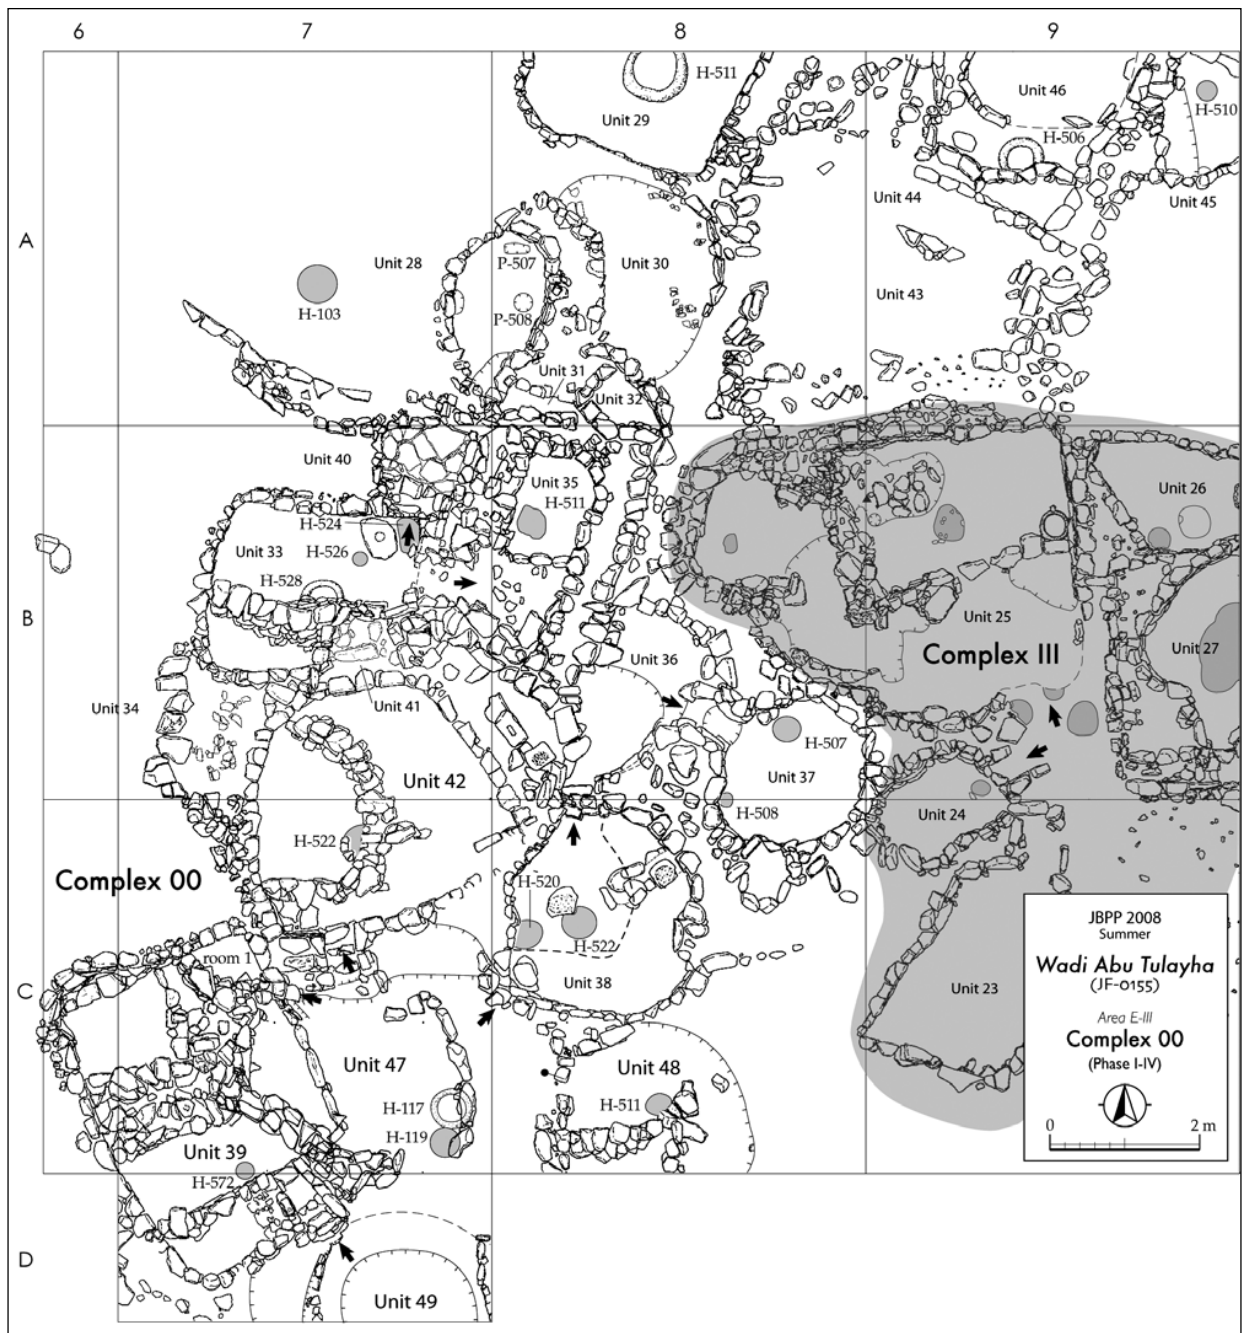 6 7 8 9
H-511
Unit 46
H-510
Unit 29
H-506
Unit 44
Unit 45
A
Unit 28
P-507
Unit 30
H-103
P-508
Unit 43
Unit 31
Unit 32
Unit 40
Unit 35
H-511
Unit 26
H-524
Unit 33
H-526
H-528
B
Unit 25
Complex III
Unit 27
Unit 36
Unit 34
Unit 41
H-507
Unit 42
Unit 37
H-508
Unit 24
H-522
Complex 00
H-520
H-522
room 1
Unit 38
C
Unit 23
Unit 47
Unit 48
H-117
H-511
H-119
Unit 39
H-572
D
Unit 49
JBPP 2008
Summer
Wadi Abu Tulayha
(JF-0155)
Area E-III
Complex 00
(Phase I-IV)
0 2 m